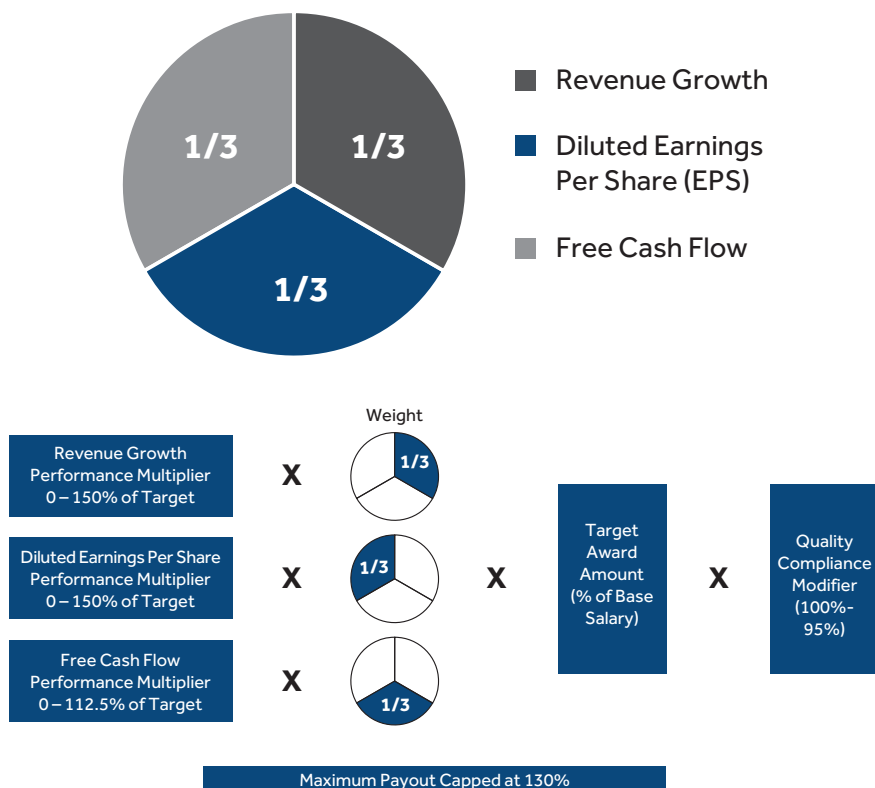 1/3
1/3
1/3
Revenue Growth
Diluted Earnings
Per Share (EPS)
Free Cash Flow
Weight
Revenue Growth
Performance Multiplier
0 – 150% of Target
X
1/3
Diluted Earnings Per Share
Performance Multiplier
0 – 150% of Target
X
1/3
Free Cash Flow
Performance Multiplier
0 – 112.5% of Target
X
1/3
X
Target
Award
Amount
(% of Base
Salary)
X
Quality
Compliance
Modifier
(100%-
95%)
Maximum Payout Capped at 130%